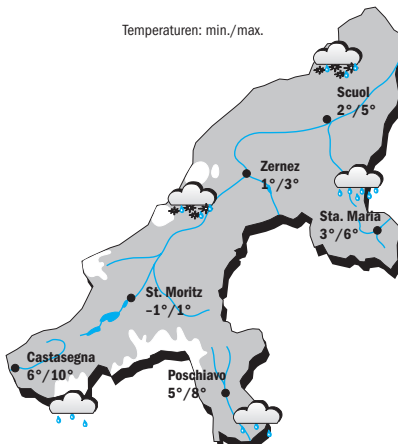 Temperaturen: min./max.
Scuol
2°/5°
Zernez
1°/3°
Sta. Maria
3°/6°
St. Moritz
–1°/1°
Castasegna
6°/10°
Poschiavo
5°/8°